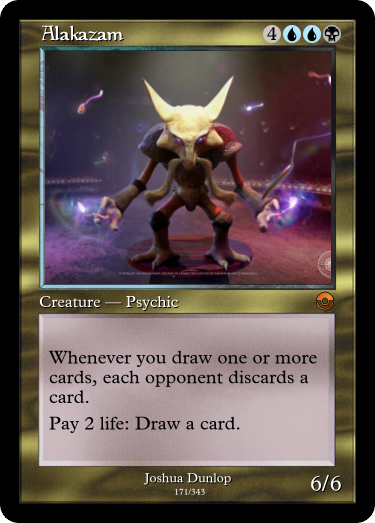 Alakazam 4
Creature — Psychic
Whenever you draw one or more
cards, each opponent discards a
card.
Pay 2 life: Draw a card.
Joshua Dunlop
171/343
6/6